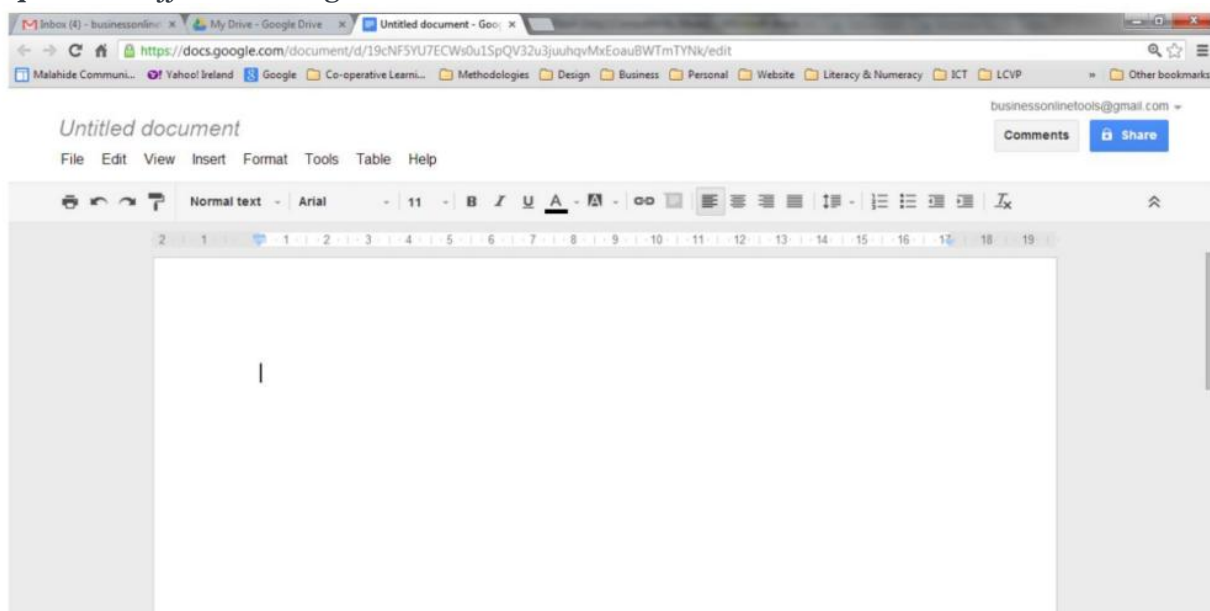 Inbox (4) - businessonline My Drive - Google Drive Untitled document - Goo
https://docs.google.com/document/d/19cNF5YU7ECWs0u1SpQV32u3juuhqvMxEoauBWTmTYNk/edit
Malahide Communi... Yahoo! Ireland Google Co-operative Learni... Methodologies Design Business Personal Website Literacy & Numeracy ICT LCVP » Other bookmarks
businessonlinetools@gmail.com
Untitled document
Comments Share
File Edit View Insert Format Tools Table Help
Normal text Arial 11 B I U A A
2 1 1 2 3 4 5 6 7 8 9 10 11 12 13 14 15 16 17 18 19